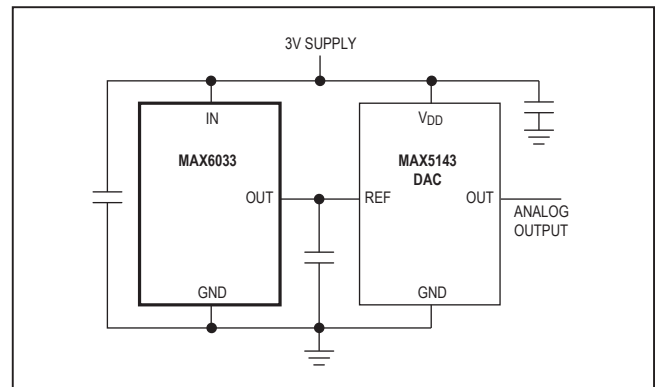 3V SUPPLY
IN
MAX6033
OUT
GND
VDD
MAX5143
DAC
REF
OUT
GND
ANALOG
OUTPUT